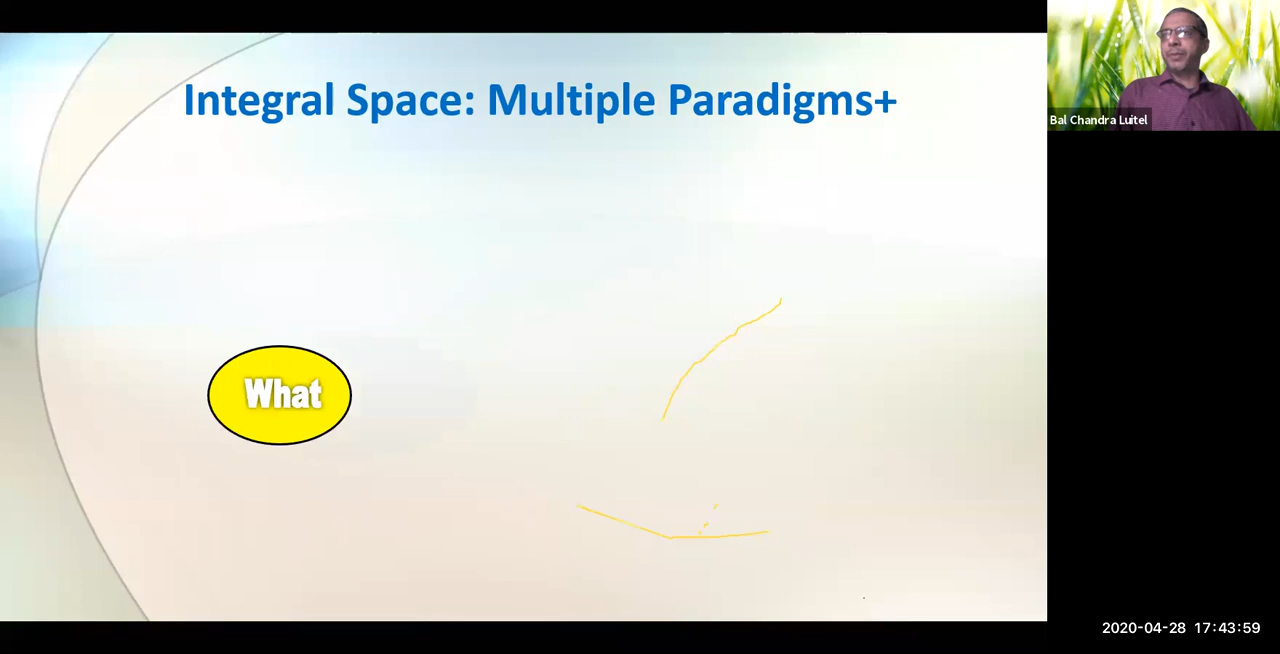 Integral Space: Multiple Paradigms+
What
Bal Chandra Luitel
2020-04-28 17:43:59